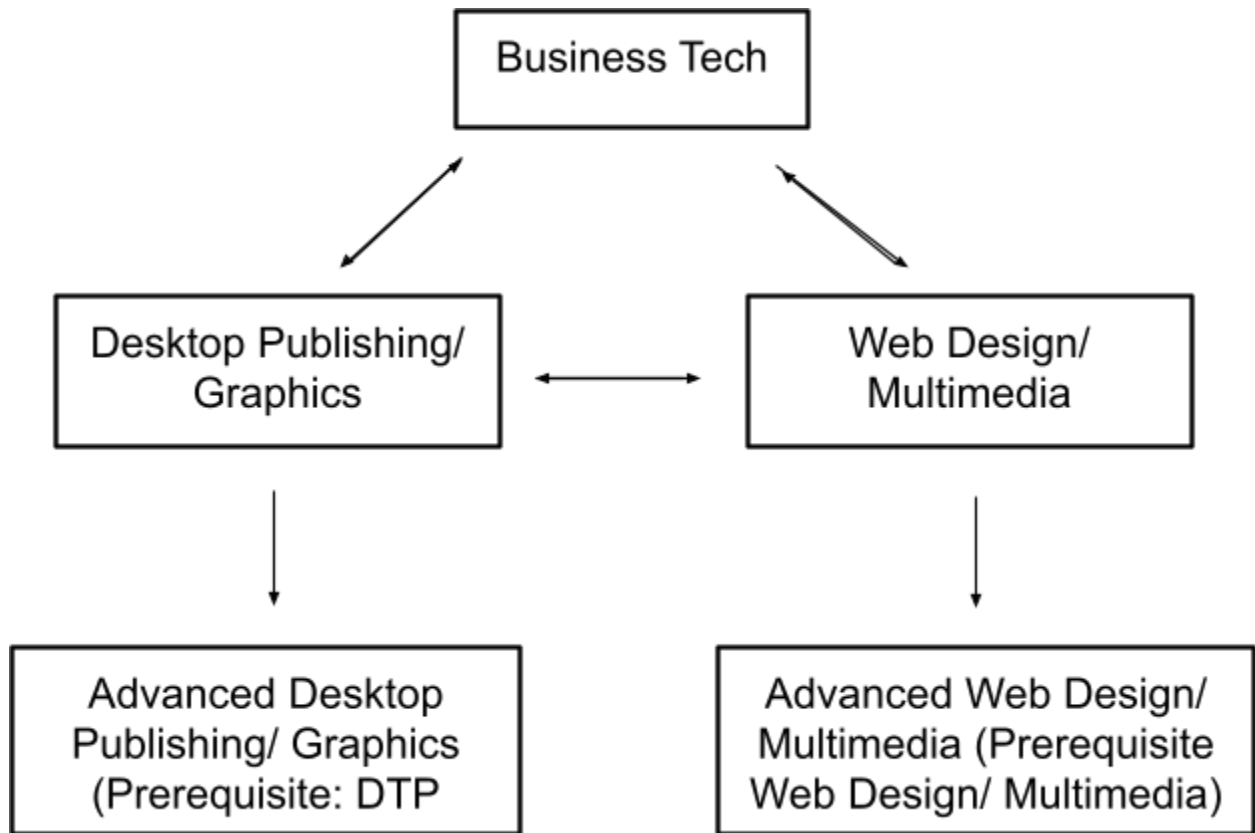 Business Tech
Desktop Publishing/
Graphics
Web Design/
Multimedia
Advanced Desktop
Publishing/ Graphics
(Prerequisite: DTP
Advanced Web Design/
Multimedia (Prerequisite
Web Design/ Multimedia)